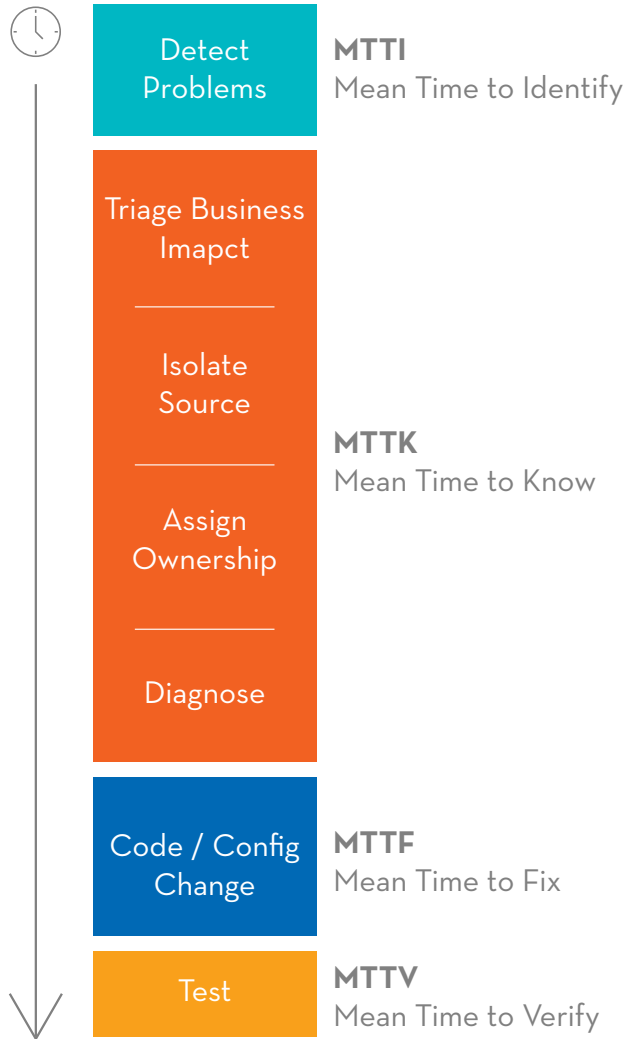 Detect
Problems
MTTI
Mean Time to Identify
Triage Business
Imapct
Isolate
Source
Assign
Ownership
Diagnose
MTTK
Mean Time to Know
Code / Config
Change
MTTF
Mean Time to Fix
Test
MTTV
Mean Time to Verify